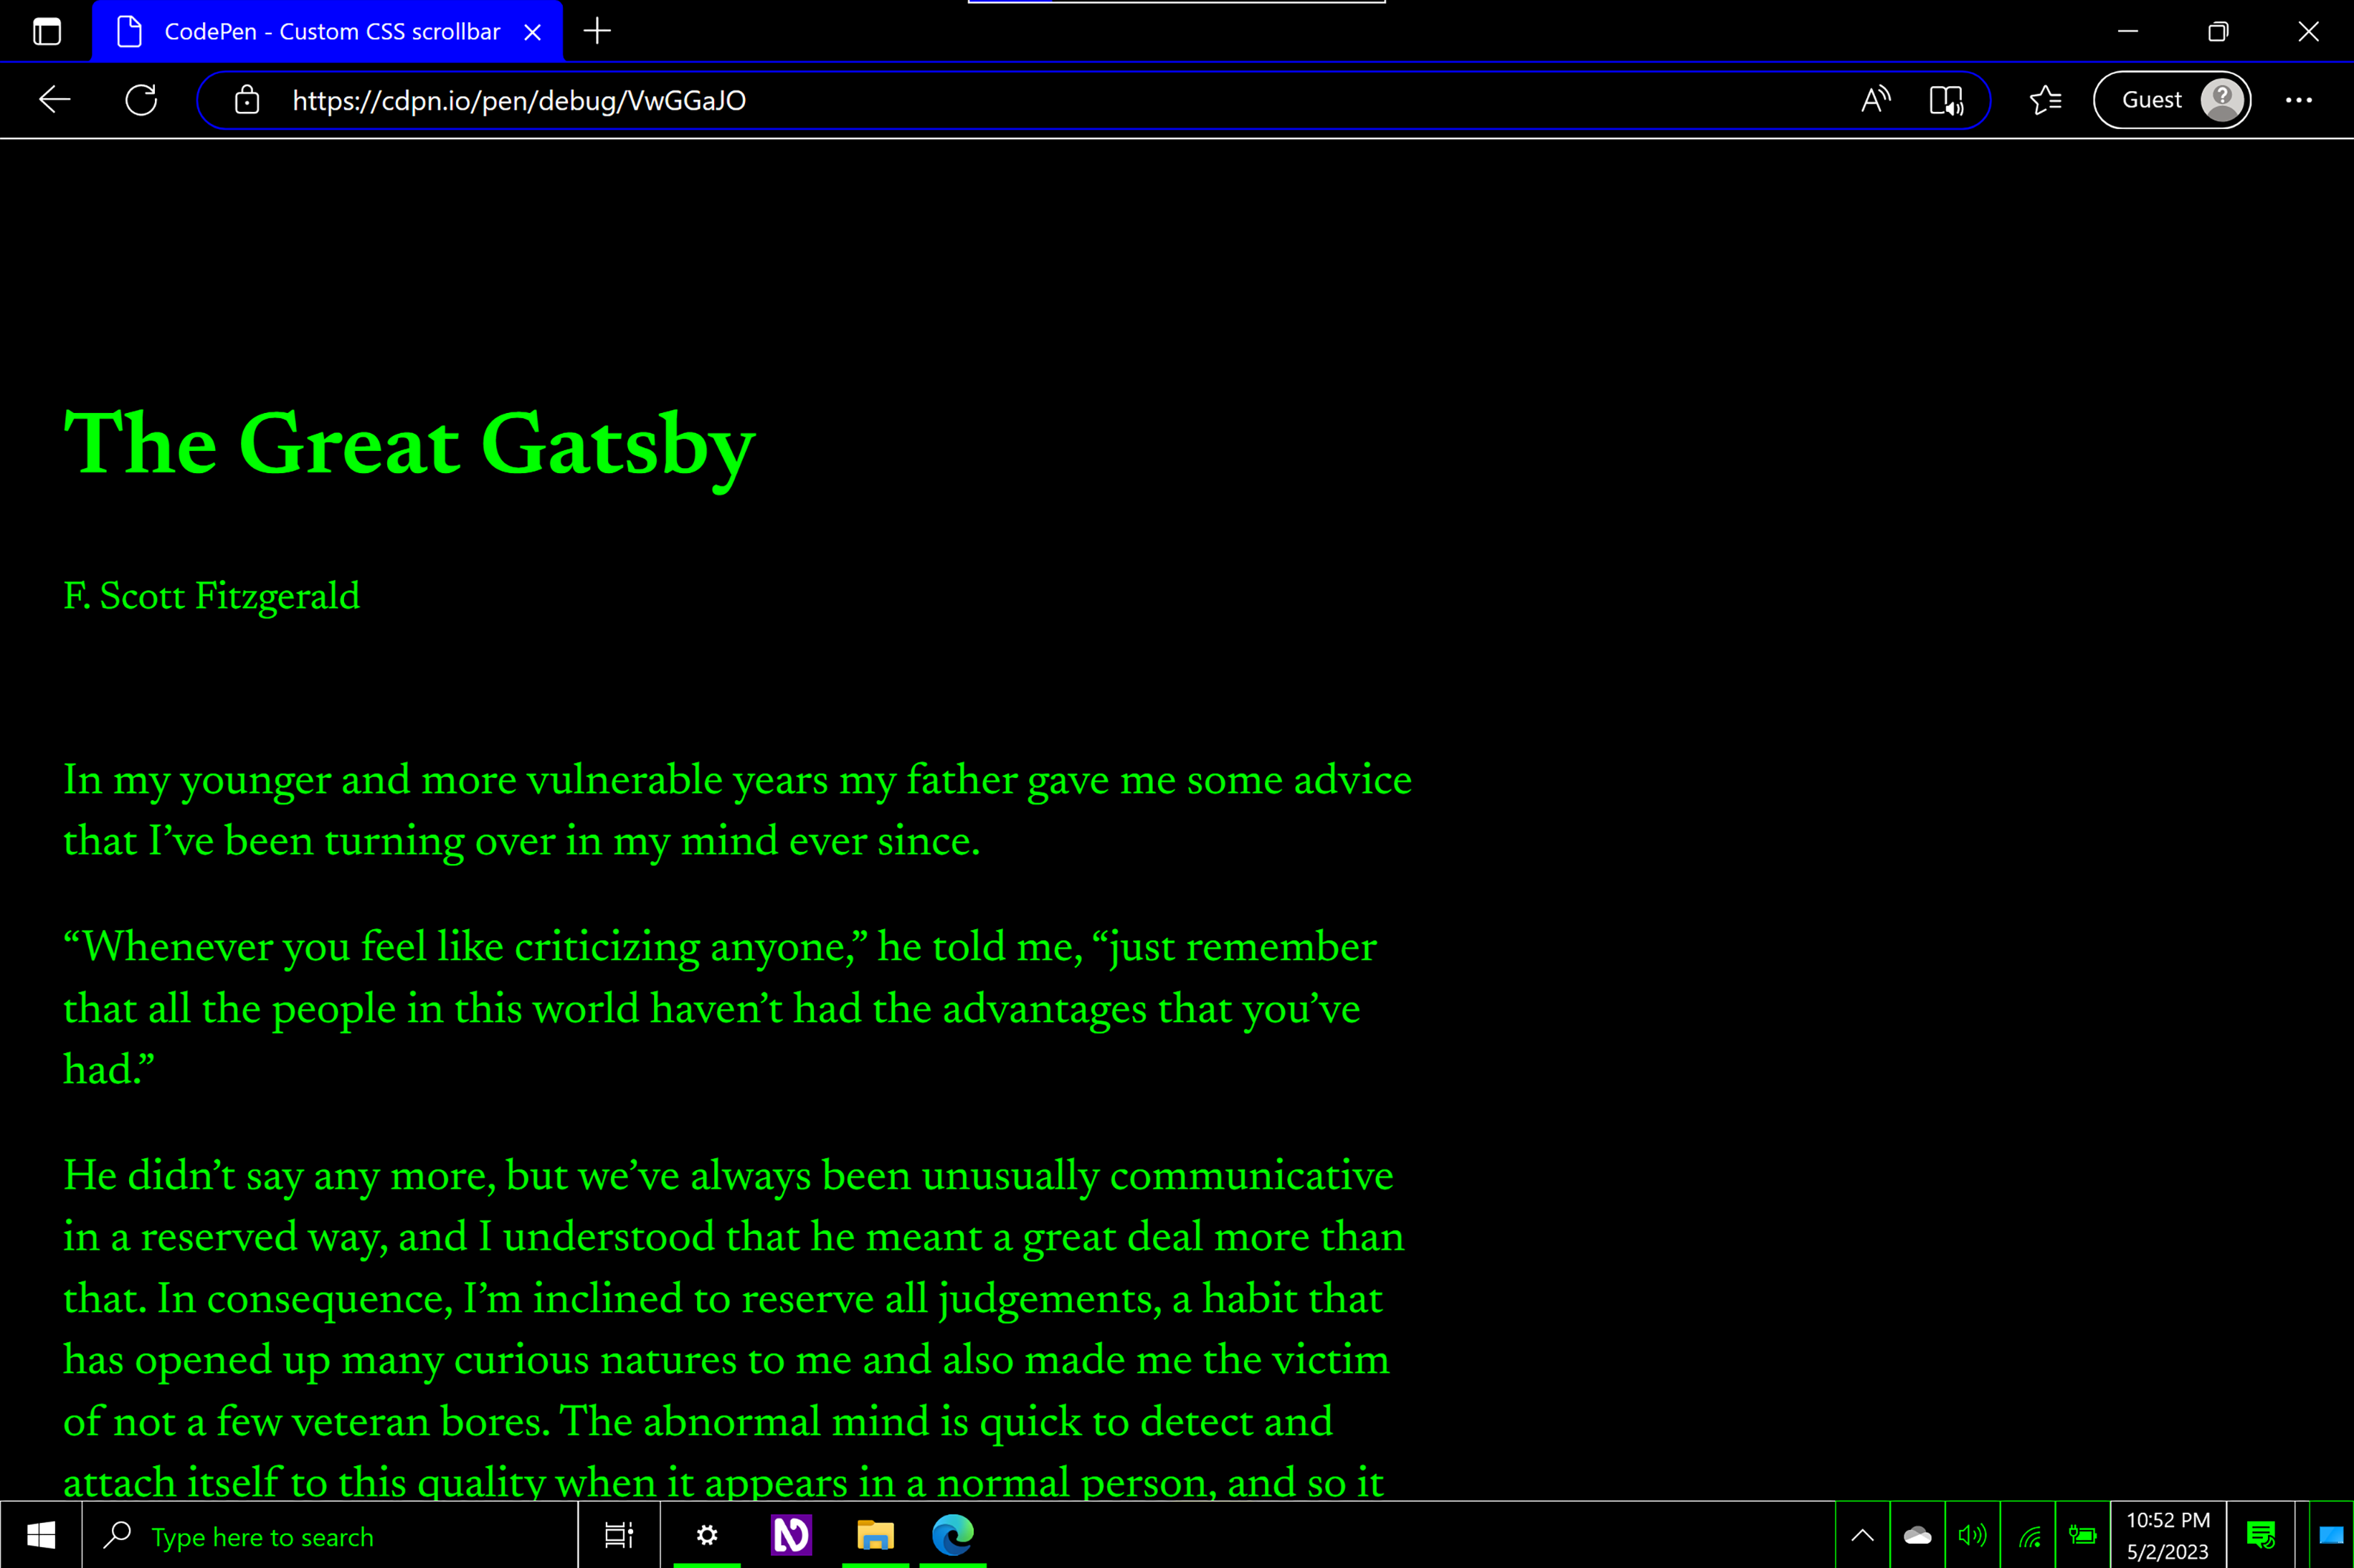 CodePen - Custom CSS scrollbar
https://cdpn.io/pen/debug/VwGGaJO
Guest
The Great Gatsby
F. Scott Fitzgerald
In my younger and more vulnerable years my father gave me some advice
that I’ve been turning over in my mind ever since.
“Whenever you feel like criticizing anyone,” he told me, “just remember
that all the people in this world haven’t had the advantages that you’ve
had.”
He didn’t say any more, but we’ve always been unusually communicative
in a reserved way, and I understood that he meant a great deal more than
that. In consequence, I’m inclined to reserve all judgements, a habit that
has opened up many curious natures to me and also made me the victim
of not a few veteran bores. The abnormal mind is quick to detect and
attach itself to this quality when it appears in a normal person, and so it
Type here to search
10:52 PM
5/2/2023